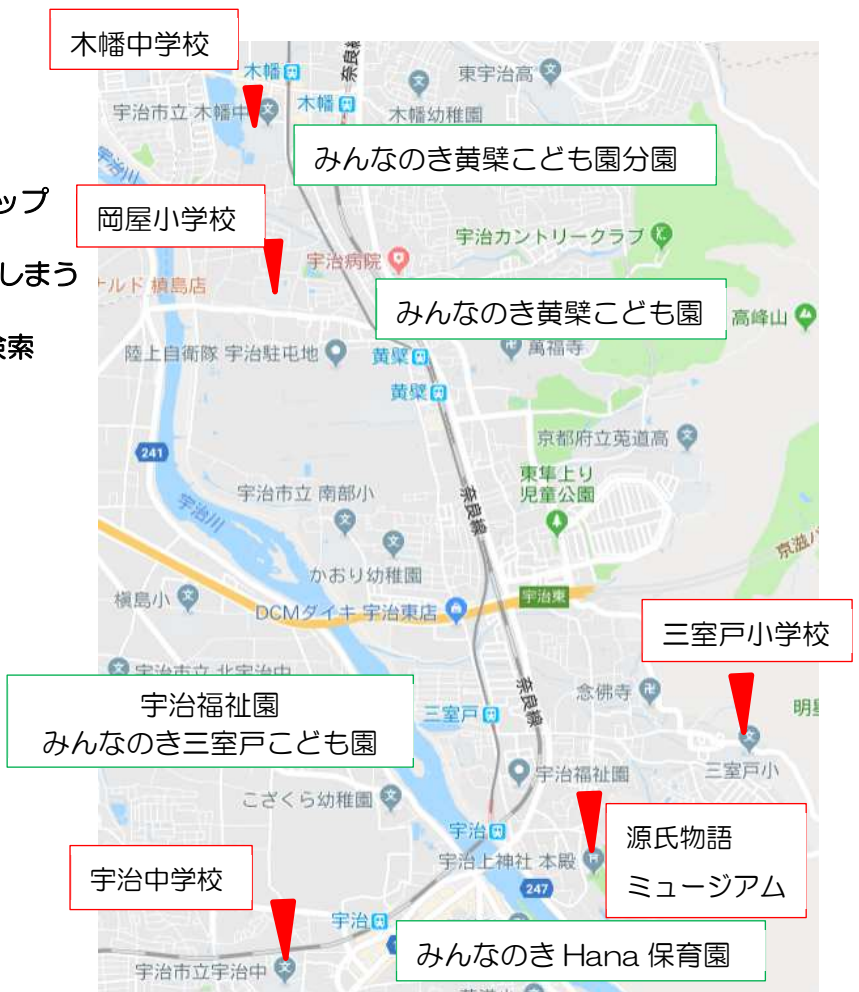 木幡中学校
木幡
奈良線
東宇治高
宇治市立 木幡中
木幡
木幡幼稚園
みんなのき黄檗こども園分園
宇治川
ップ
岡屋小学校
宇治カントリークラブ
宇治病院
しまう
ナルド 槙島店
みんなのき黄檗こども園
高峰山
検索
陸上自衛隊 宇治駐屯地
黄檗
萬福寺
黄檗
京都府立莵道高
241
東隼上り
児童公園
宇治市立 南部小
奈良線
宇治川
京滋バ
かおり幼稚園
槇島小
DCMダイキ 宇治東店
宇治東
三室戸小学校
宇治市立 北宇治中
宇治福祉園
みんなのき三室戸こども園
奈良線
念佛寺
三室戸
明星
宇治福祉園
三室戸小
こざくら幼稚園
宇治
源氏物語
ミュージアム
宇治上神社 本殿
宇治中学校
247
宇治
みんなのき Hana 保育園
宇治市立宇治中